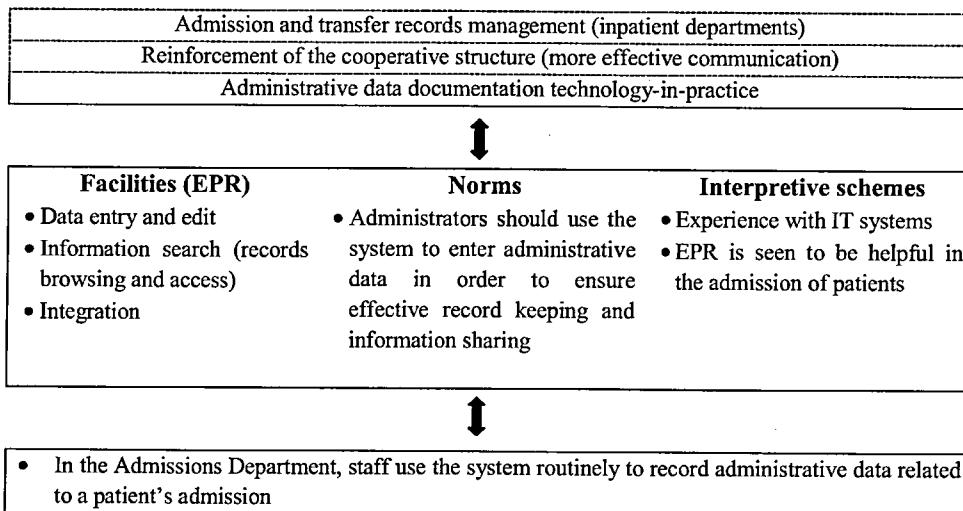 Admission and transfer records management (inpatient departments)
Reinforcement of the cooperative structure (more effective communication)
Administrative data documentation technology-in-practice
Facilities (EPR)
• Data entry and edit
• Information search (records
browsing and access)
• Integration
Norms
• Administrators should use the
system to enter administrative
data in order to ensure
effective record keeping and
information sharing
Interpretive schemes
• Experience with IT systems
• EPR is seen to be helpful in
the admission of patients
• In the Admissions Department, staff use the system routinely to record administrative data related
to a patient's admission